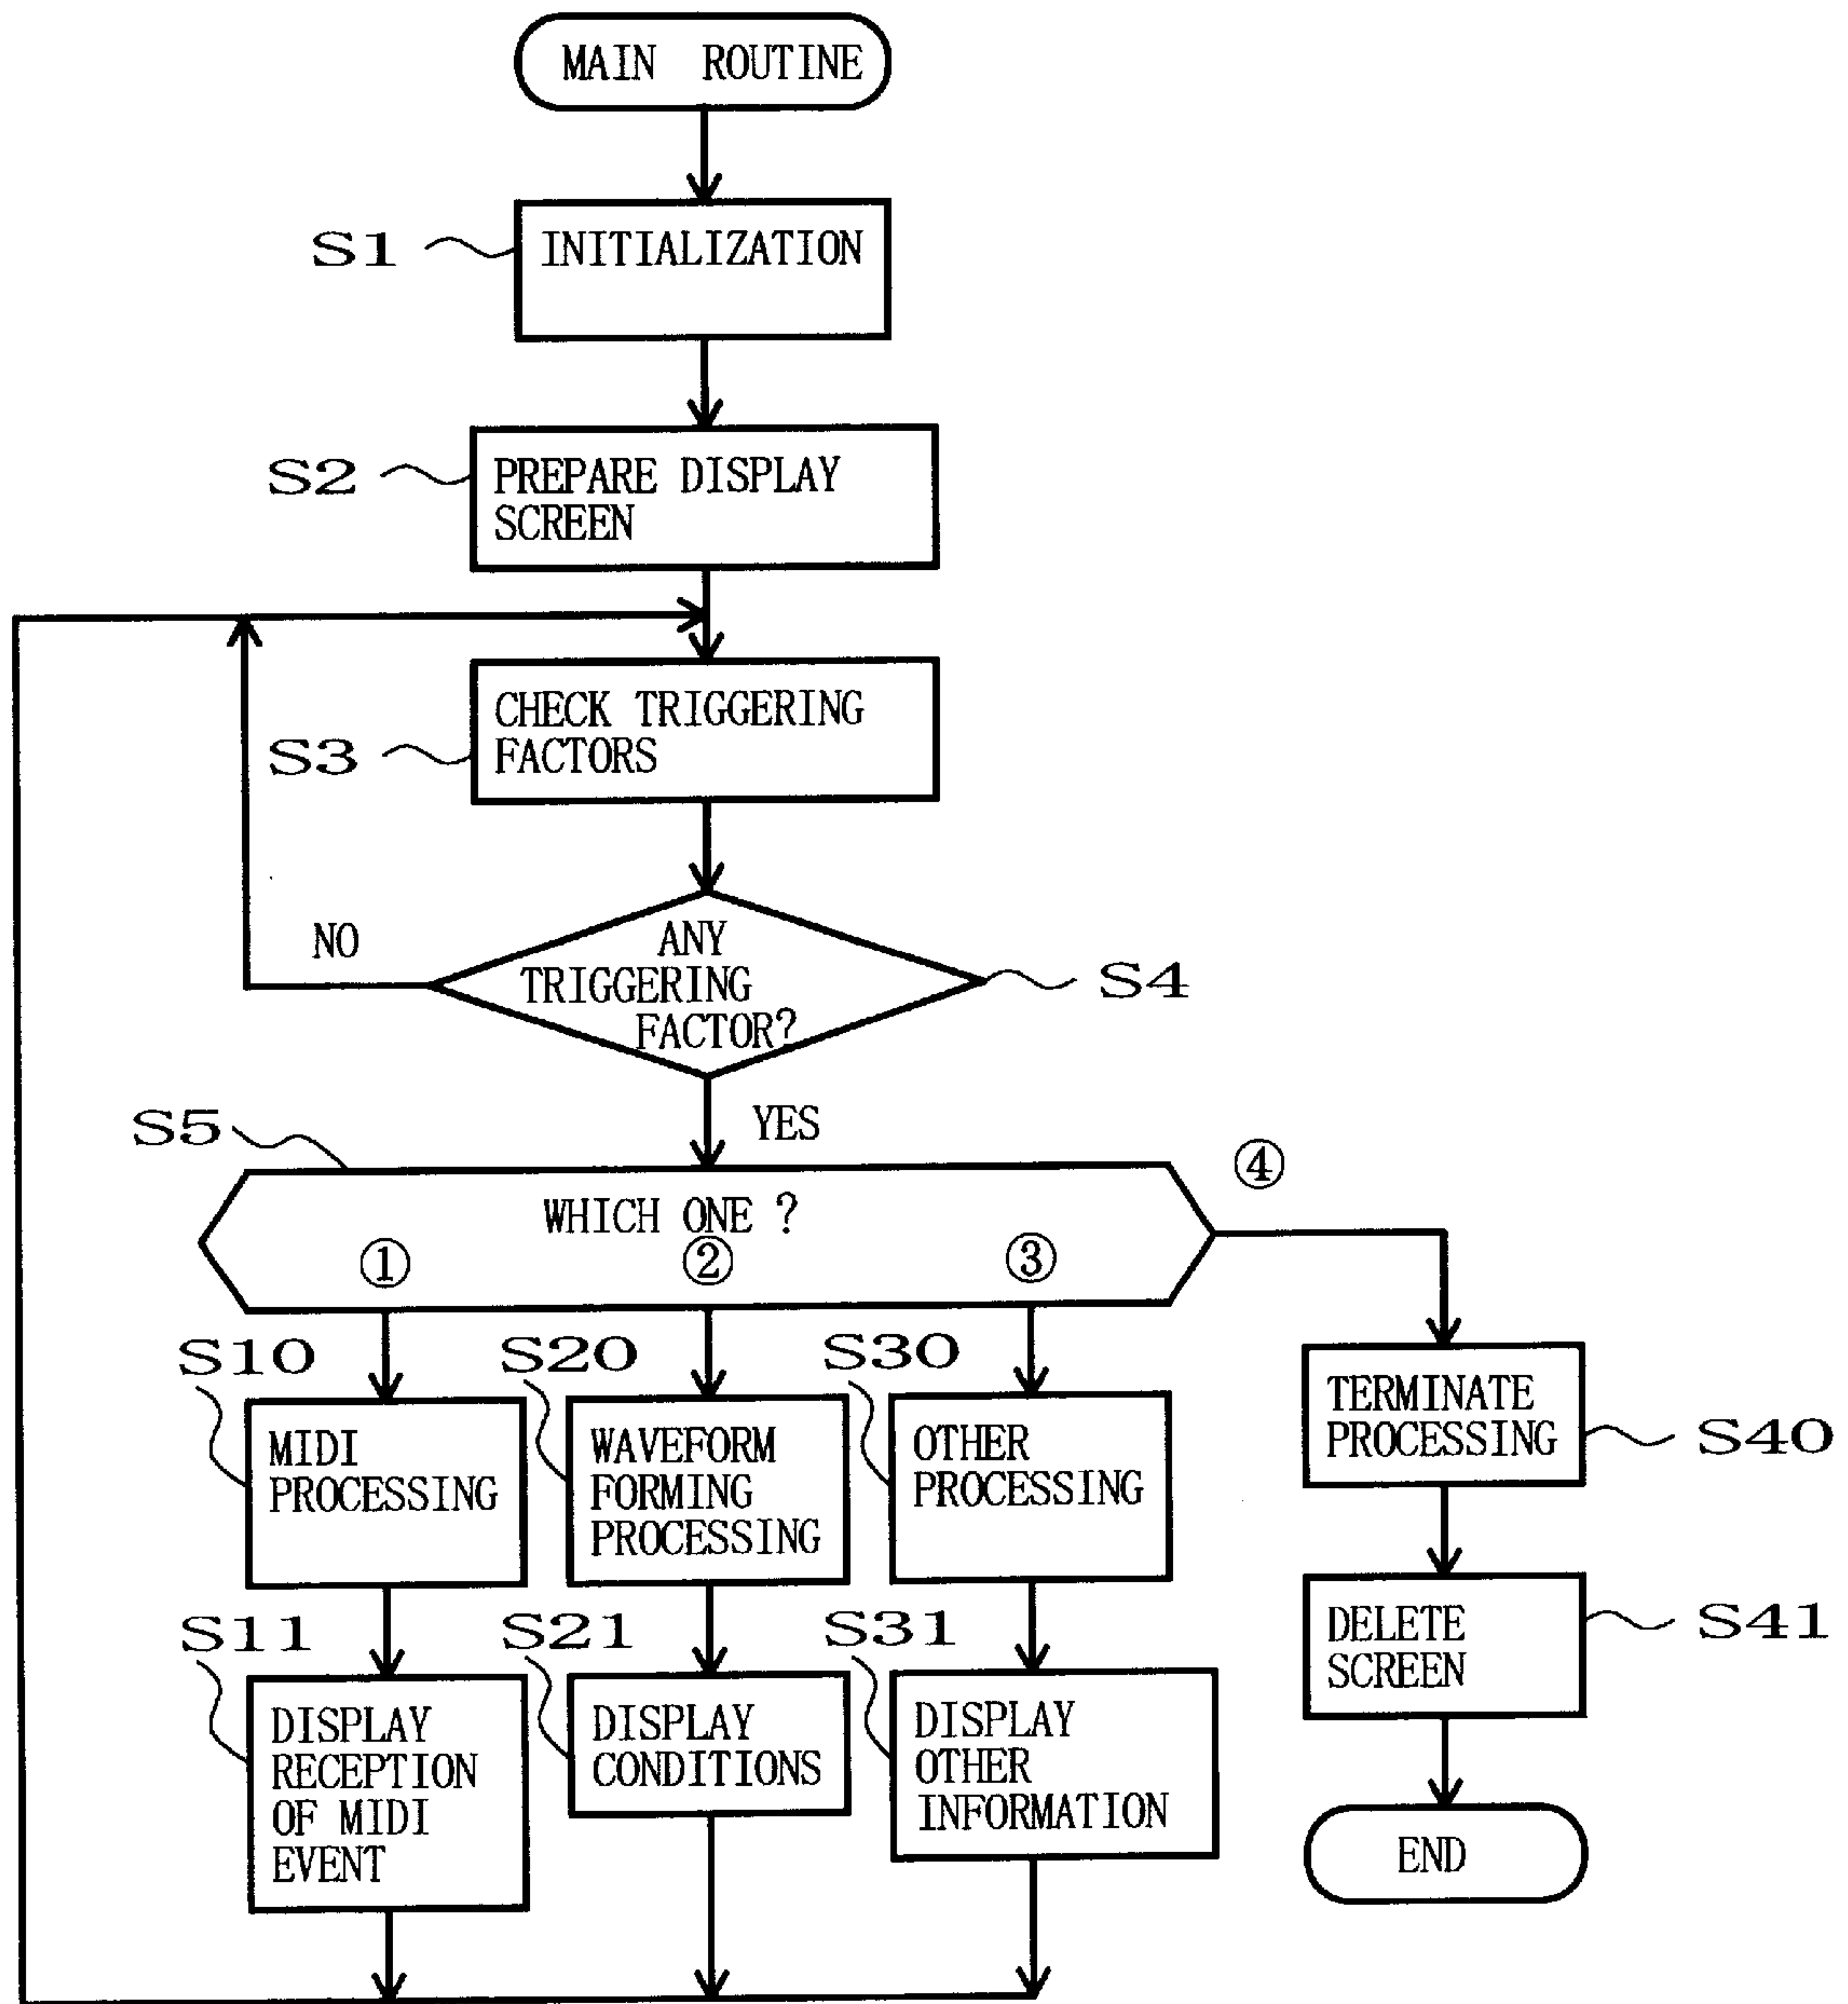 MAIN ROUTINE
S1
INITIALIZATION
S2
PREPARE DISPLAY
SCREEN
S3
CHECK TRIGGERING
FACTORS
NO
ANY
TRIGGERING
FACTOR?
S4
YES
S5
WHICH ONE ?
①
②
③
④
S10
MIDI
PROCESSING
S20
WAVEFORM
FORMING
PROCESSING
S30
OTHER
PROCESSING
TERMINATE
PROCESSING
S40
S11
DISPLAY
RECEPTION
OF MIDI
EVENT
S21
DISPLAY
CONDITIONS
S31
DISPLAY
OTHER
INFORMATION
DELETE
SCREEN
S41
END